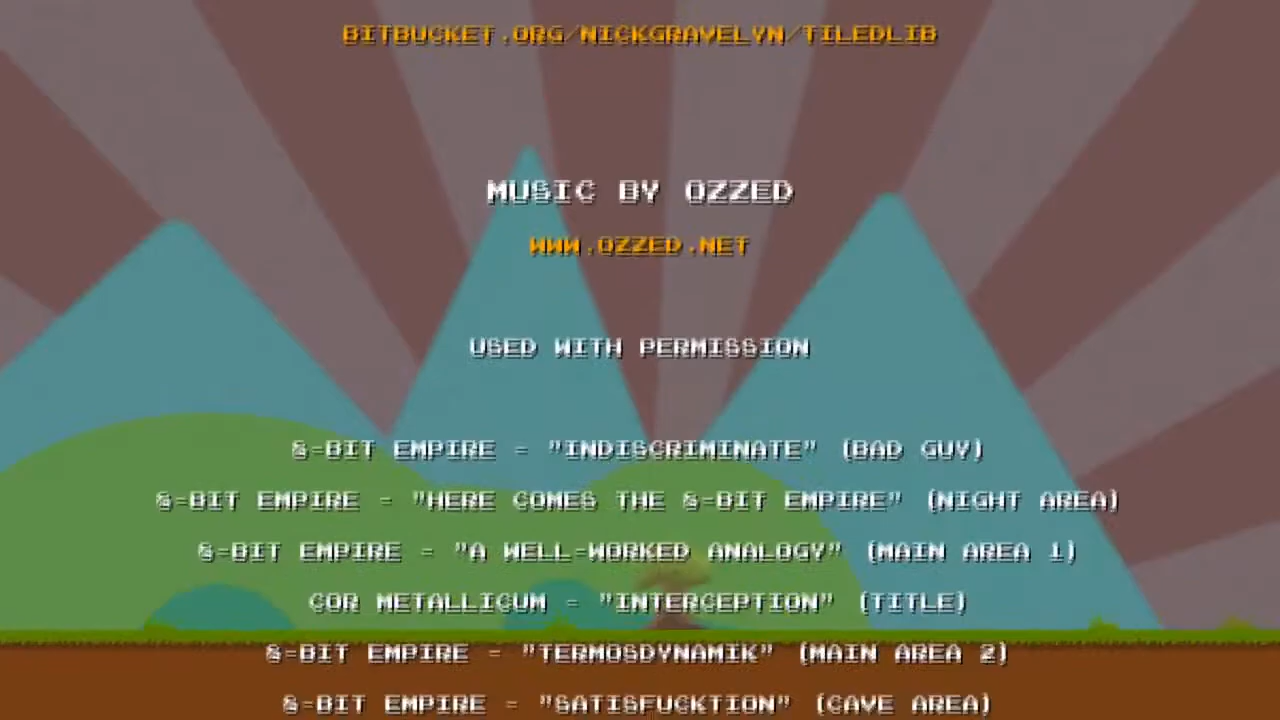 BITBUCKET.ORG/NICKGRAVELYN/TILEDLIB
MUSIC BY OZZED
WWW.OZZED.NET
USED WITH PERMISSION
8-BIT EMPIRE - "INDISCRIMINATE" (BAD GUY)
8-BIT EMPIRE - "HERE COMES THE 8-BIT EMPIRE" (NIGHT AREA)
8-BIT EMPIRE - "A WELL-WORKED ANALOGY" (MAIN AREA 1)
COR METALLICUM - "INTERCEPTION" (TITLE)
8-BIT EMPIRE - "TERMOSDYNAMIK" (MAIN AREA 2)
8-BIT EMPIRE - "SATISFUCKTION" (CAVE AREA)